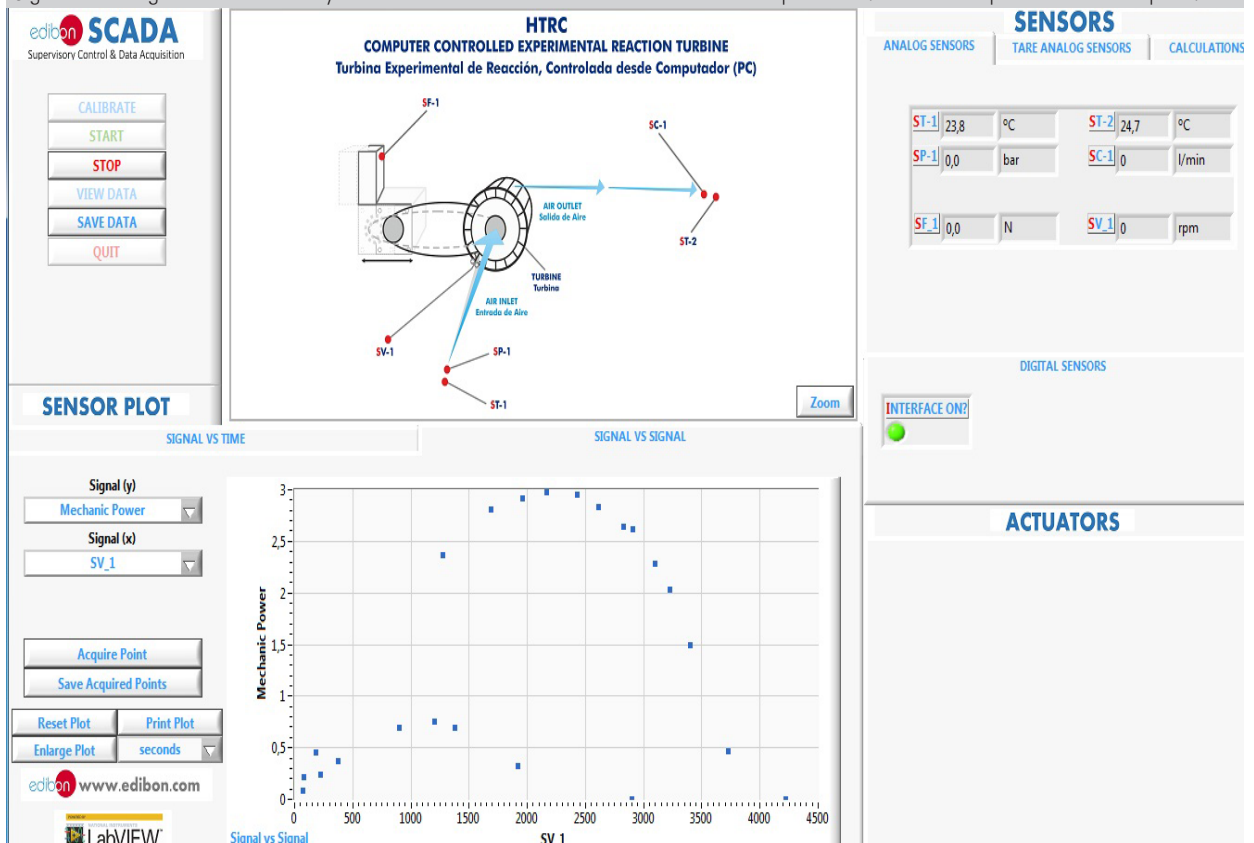 edibon SCADA
Supervisory Control & Data Acquisition
CALIBRATE
START
STOP
VIEW DATA
SAVE DATA
QUIT
HTRC
COMPUTER CONTROLLED EXPERIMENTAL REACTION TURBINE
Turbina Experimental de Reacción, Controlada desde Computador (PC)
SF-1
SC-1
AIR OUTLET
Salida de Aire
ST-2
TURBINE
Turbina
AIR INLET
Entrada de Aire
SV-1
SP-1
ST-1
Zoom
SENSORS
ANALOG SENSORS
TARE ANALOG SENSORS
CALCULATIONS
ST-1 23,8 ºC ST-2 24,7 ºC
SP-1 0,0 bar SC-1 0 l/min
SF_1 0,0 N SV_1 0 rpm
DIGITAL SENSORS
INTERFACE ON?
ACTUATORS
SENSOR PLOT
SIGNAL VS TIME
SIGNAL VS SIGNAL
Signal (y)
Mechanic Power
Signal (x)
SV_1
Acquire Point
Save Acquired Points
Reset Plot Print Plot
Enlarge Plot seconds
edibon www.edibon.com
NATIONAL INSTRUMENTS
LabVIEW
Mechanic Power
3
2,5
2
1,5
1
0,5
0
0 500 1000 1500 2000 2500 3000 3500 4000 4500
Signal vs Signal
SV_1